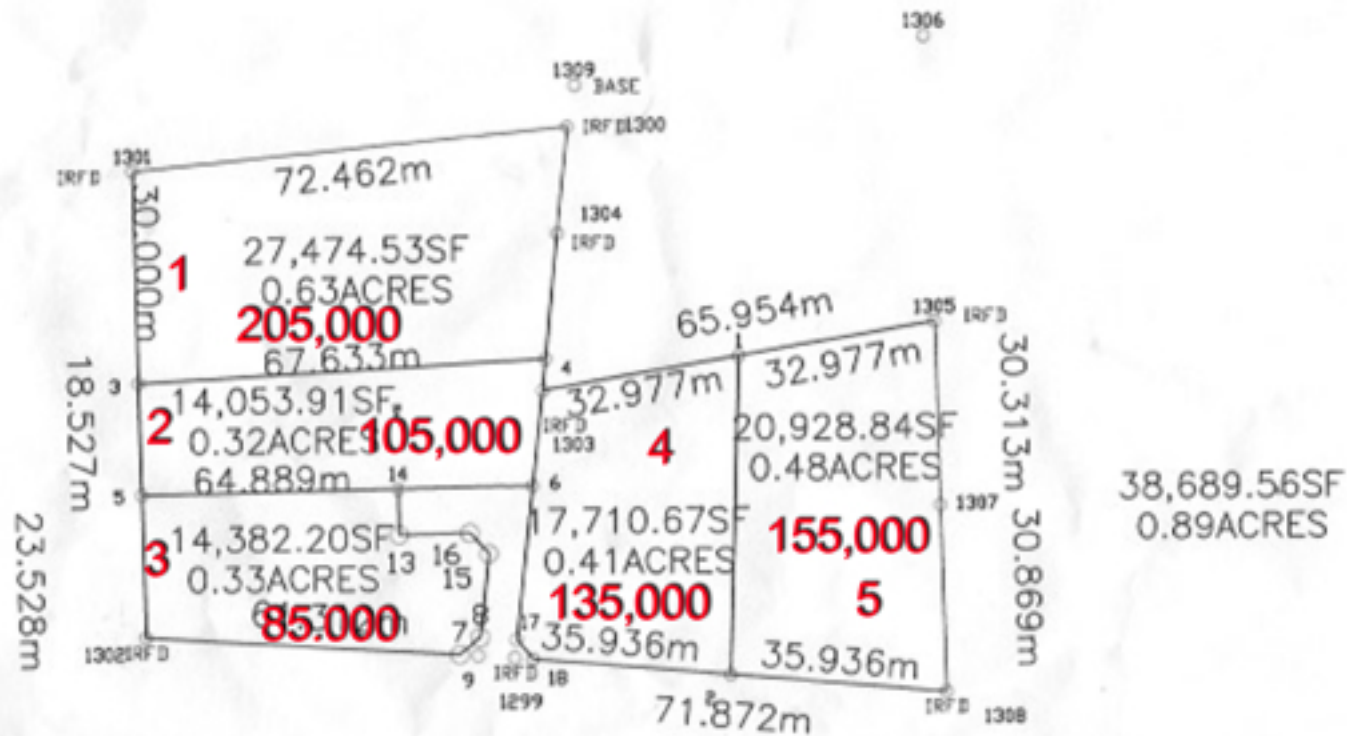 1306
1309
BASE
IRFD1300
1301
IRFD
72.462m
30.000m
1304
IRFD
1
27,474.53SF
0.63ACRES
205,000
67.633m
65.954m
1305
IRFD
1
3
4
32.977m
32.977m
30.313m
18.527m
2
14,053.91SF
0.32ACRES
105,000
IRFD
1303
4
20,928.84SF
0.48ACRES
64.889m
14
5
6
1307
38,689.56SF
0.89ACRES
3
14,382.20SF
0.33ACRES
13
16
15
17,710.67SF
0.41ACRES
155,000
30.869m
23.528m
85.000
135,000
5
8
7
17
1302IRFD
35.936m
35.936m
9
IRFD
18
1299
2
71.872m
IRFD
1308